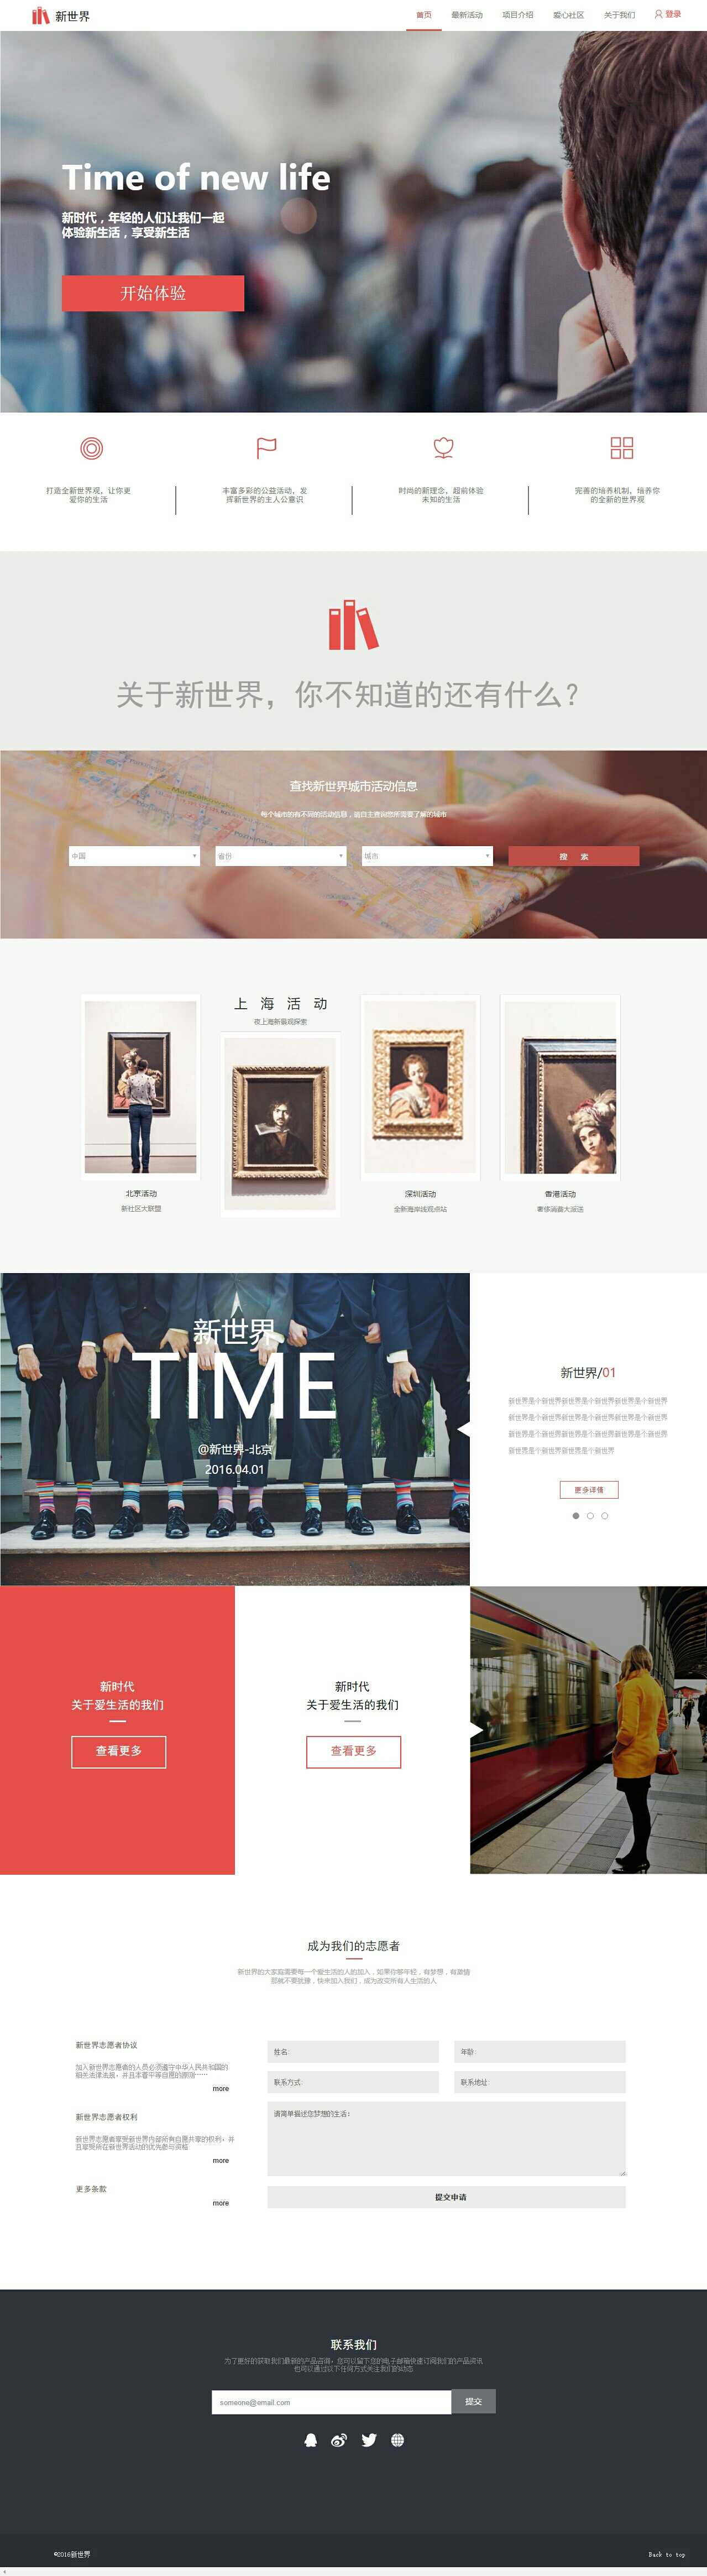 新世界
首页 最新活动 项目介绍 爱心社区 关于我们 登录
Time of new life
新时代，年轻的人们让我们一起
体验新生活，享受新生活
开始体验
打造全新世界观，让你更
爱你的生活
丰富多彩的公益活动，发
挥新世界的主人公意识
时尚的新理念，超前体验
未知的生活
完善的培养机制，培养你
的全新的世界观
关于新世界，你不知道的还有什么？
查找新世界城市活动信息
每个城市的有不同的活动信息，请自主查询您所需要了解的城市
中国 省份 城市 搜 索
北京活动
新社区大联盟
上 海 活 动
夜上海新景观探索
深圳活动
全新海岸线观点站
香港活动
奢侈消费大派送
新世界
TIME
@新世界-北京
2016.04.01
新世界/01
新世界是个新世界新世界是个新世界新世界是个新世界
新世界是个新世界新世界是个新世界新世界是个新世界
新世界是个新世界新世界是个新世界新世界是个新世界
新世界是个新世界新世界是个新世界
更多详情
新时代
关于爱生活的我们
查看更多
新时代
关于爱生活的我们
查看更多
成为我们的志愿者
新世界的大家庭需要每一个爱生活的人的加入，如果你够年轻，有梦想，有激情
那就不要犹豫，快来加入我们，成为改变所有人生活的人
新世界志愿者协议
加入新世界志愿者的人员必须遵守中华人民共和国的
相关法律法规，并且本着平等自愿的原则······
more
新世界志愿者权利
新世界志愿者享受新世界内部所有自愿共享的权利，并
且享受所在新世界活动的优先参与资格
more
更多条款
more
姓名：
年龄：
联系方式：
联系地址：
请简单描述您梦想的生活：
提交申请
联系我们
为了更好的获取我们最新的产品咨询，您可以留下您的电子邮箱快速订阅我们的产品资讯
也可以通过以下任何方式关注我们的动态
someone@email.com
提交
©2016新世界
Back to top